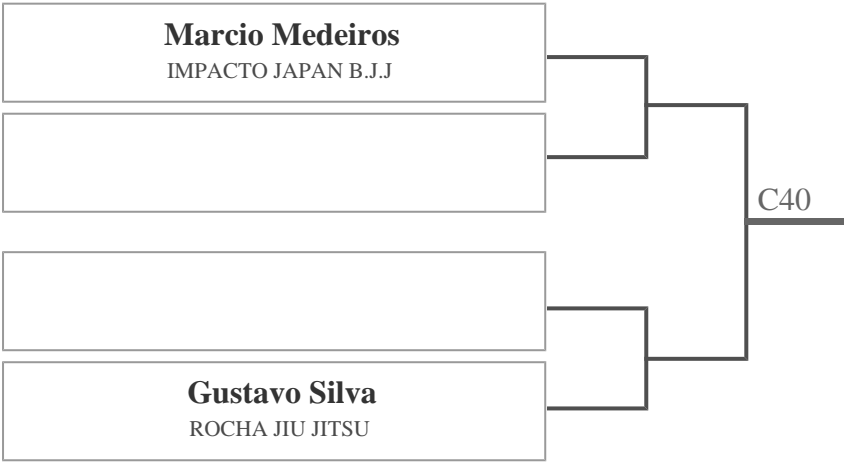 Marcio Medeiros
IMPACTO JAPAN B.J.J
C40
Gustavo Silva
ROCHA JIU JITSU